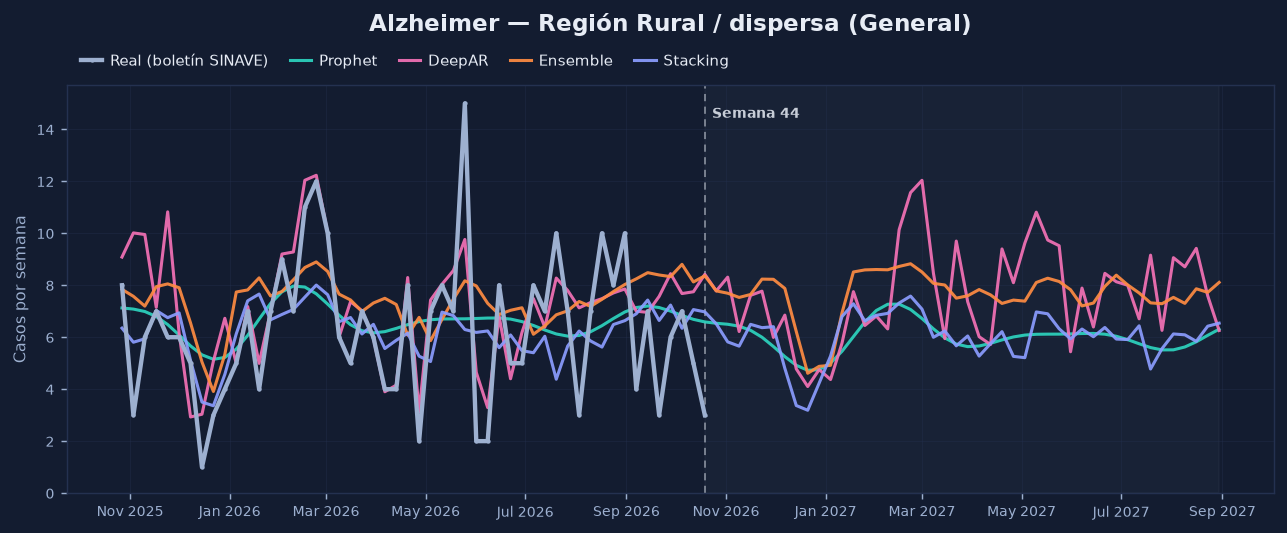 Alzheimer — Región Rural / dispersa (General)
Real (boletín SINAVE) Prophet DeepAR Ensemble Stacking
Semana 44
Casos por semana
14
12
10
8
6
4
2
0
Nov 2025 Jan 2026 Mar 2026 May 2026 Jul 2026 Sep 2026 Nov 2026 Jan 2027 Mar 2027 May 2027 Jul 2027 Sep 2027